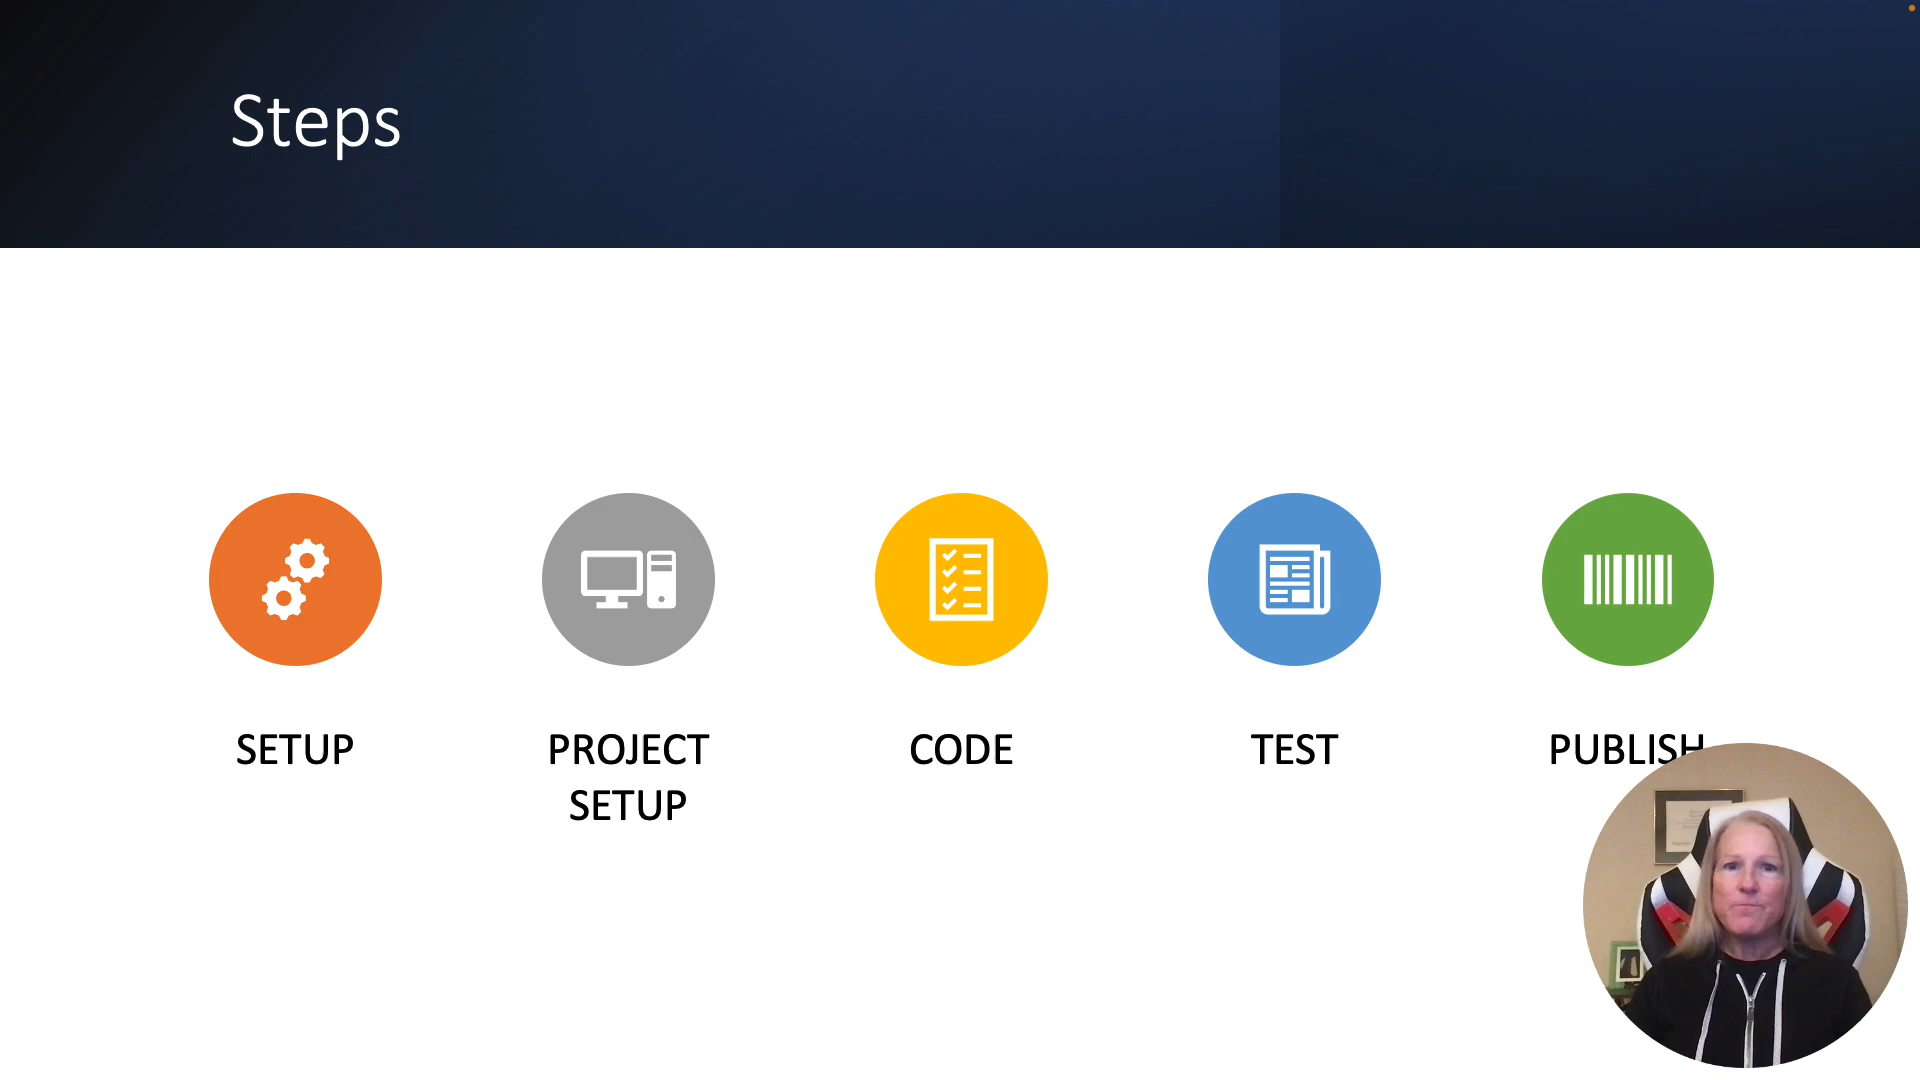 Steps
SETUP
PROJECT
SETUP
CODE
TEST
PUBLISH